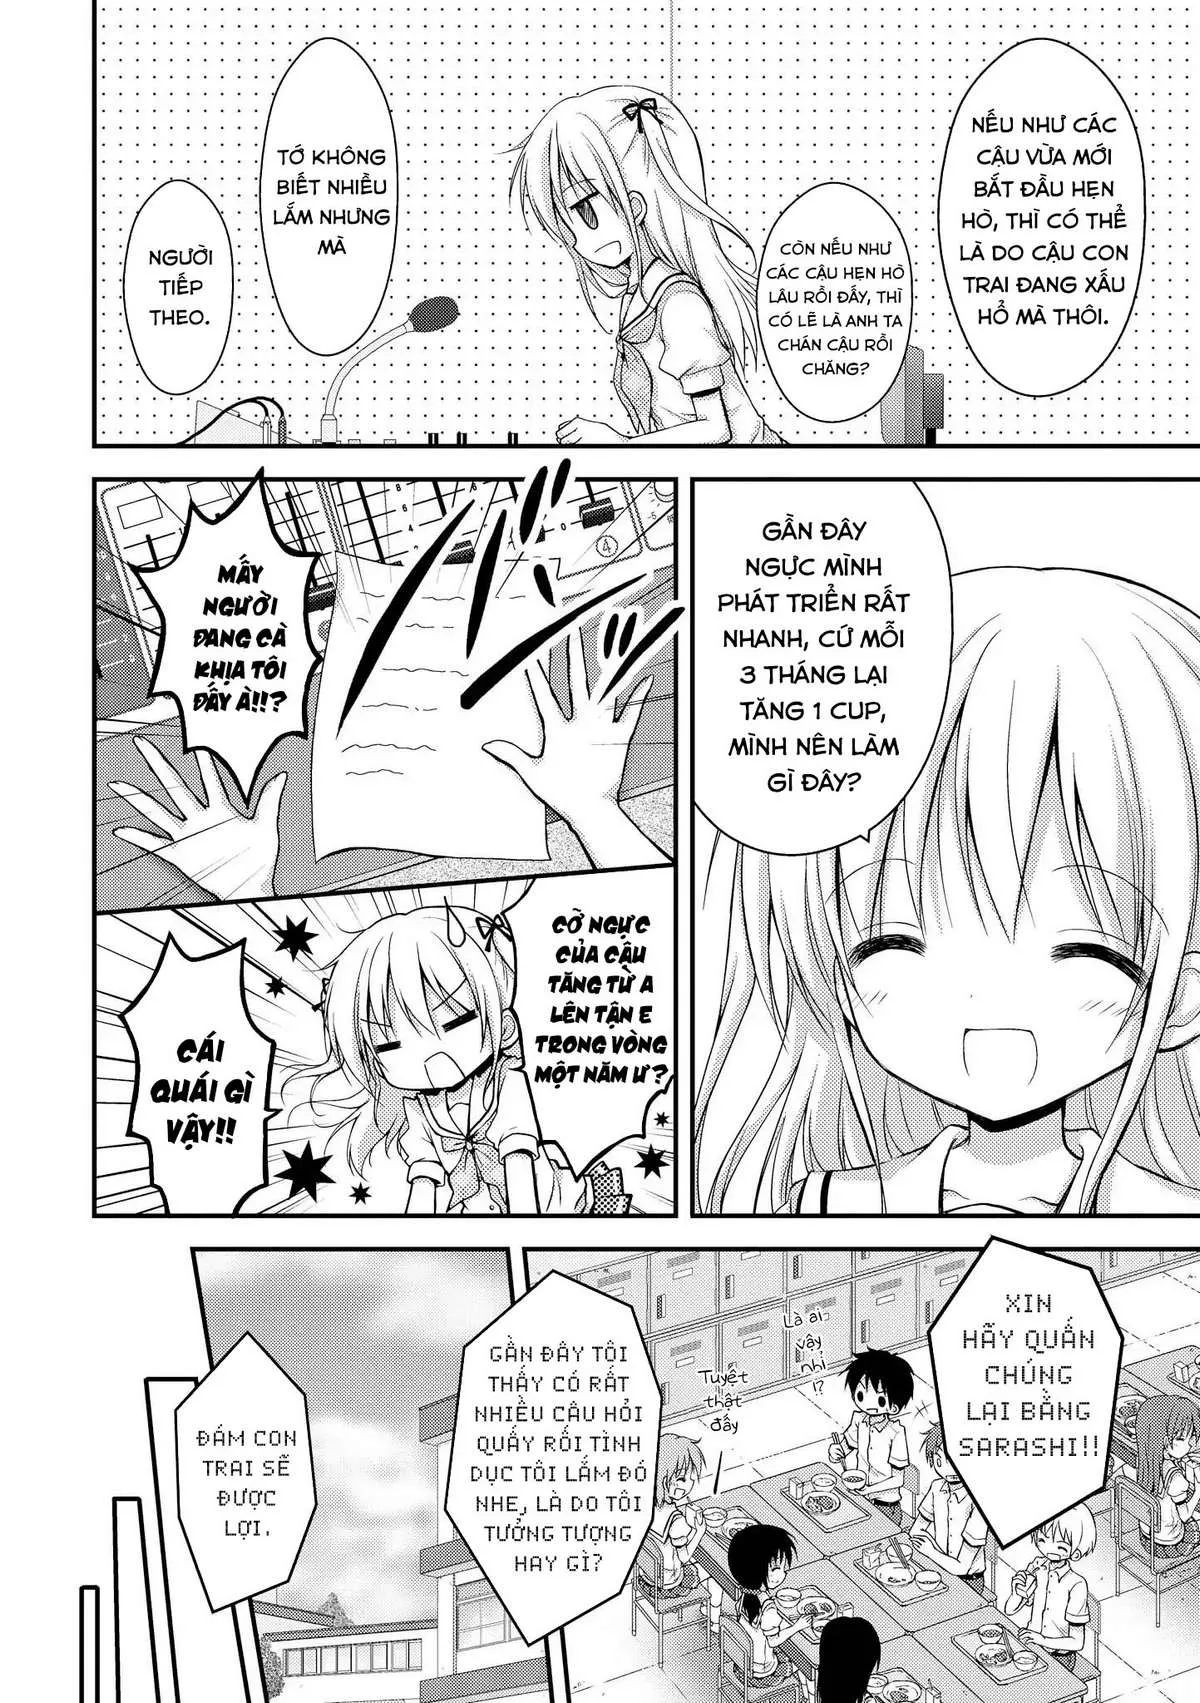 NẾU NHƯ CÁC
CẬU VỪA MỚI
BẮT ĐẦU HẸN
HÒ, THÌ CÓ THỂ
LÀ DO CẬU CON
TRAI ĐANG XẤU
HỔ MÀ THÔI.
CÒN NẾU NHƯ
CÁC CẬU HẸN HÒ
LÂU RỒI ĐẤY, THÌ
CÓ LẼ LÀ ANH TA
CHÁN CẬU RỒI
CHĂNG?
TỚ KHÔNG
BIẾT NHIỀU
LẮM NHƯNG
MÀ
NGƯỜI
TIẾP
THEO.
GẦN ĐÂY
NGỰC MÌNH
PHÁT TRIỂN RẤT
NHANH, CỨ MỖI
3 THÁNG LẠI
TĂNG 1 CUP,
MÌNH NÊN LÀM
GÌ ĐÂY?
MẤY
NGƯỜI
ĐANG CÀ
KHỊA TÔI
ĐẤY À!!?
4
CỠ NGỰC
CỦA CẬU
TĂNG TỪ A
LÊN TẬN E
TRONG VÒNG
MỘT NĂM Ư?
CÁI
QUÁI GÌ
VẬY!!
XIN
HÃY QUẤN
CHÚNG
LẠI BẰNG
SARASHI!!
Là ai
vậy
nhỉ
!?
Tuyệt
thật
đấy
GẦN ĐÂY TÔI
THẤY CÓ RẤT
NHIỀU CÂU HỎI
QUẤY RỐI TÌNH
DỤC TÔI LẮM ĐÓ
NHE, LÀ DO TÔI
TƯỞNG TƯỢNG
HAY GÌ?
ĐÁM CON
TRAI SẼ
ĐƯỢC
LỢI.